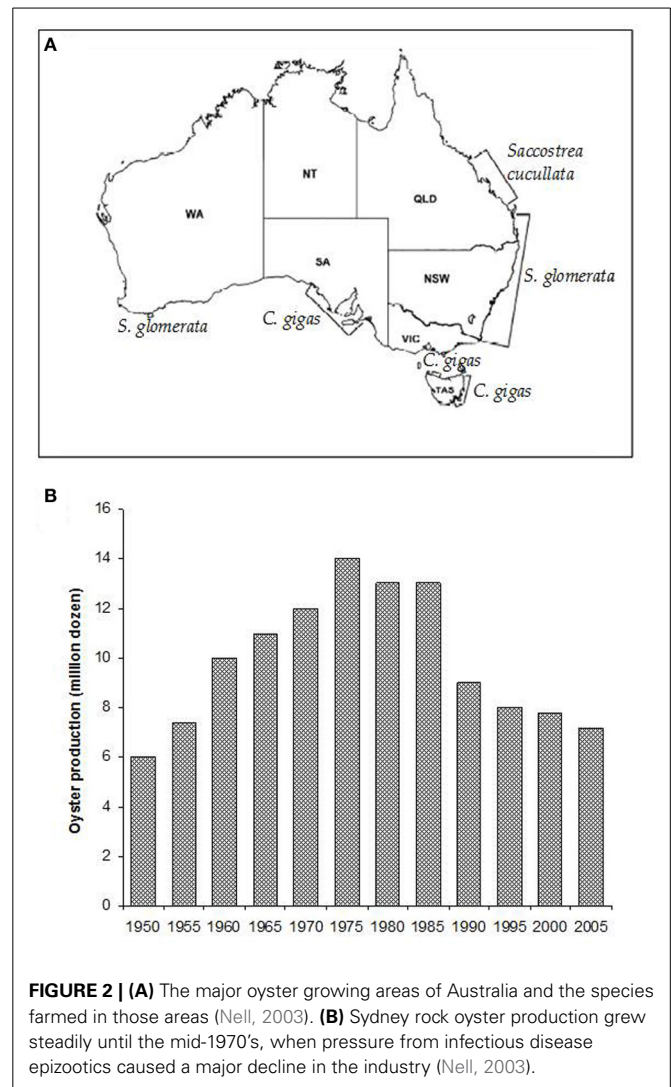 A
Saccostrea
cucullata
NT
QLD
WA
SA
NSW
S. glomerata
S. glomerata
C. gigas
VIC
C. gigas
TAS
C. gigas
B
Oyster production (million dozen)
16
14
12
10
8
6
4
2
0
1950 1955 1960 1965 1970 1975 1980 1985 1990 1995 2000 2005
FIGURE 2 | (A) The major oyster growing areas of Australia and the species
farmed in those areas (Nell, 2003). (B) Sydney rock oyster production grew
steadily until the mid-1970's, when pressure from infectious disease
epizootics caused a major decline in the industry (Nell, 2003).